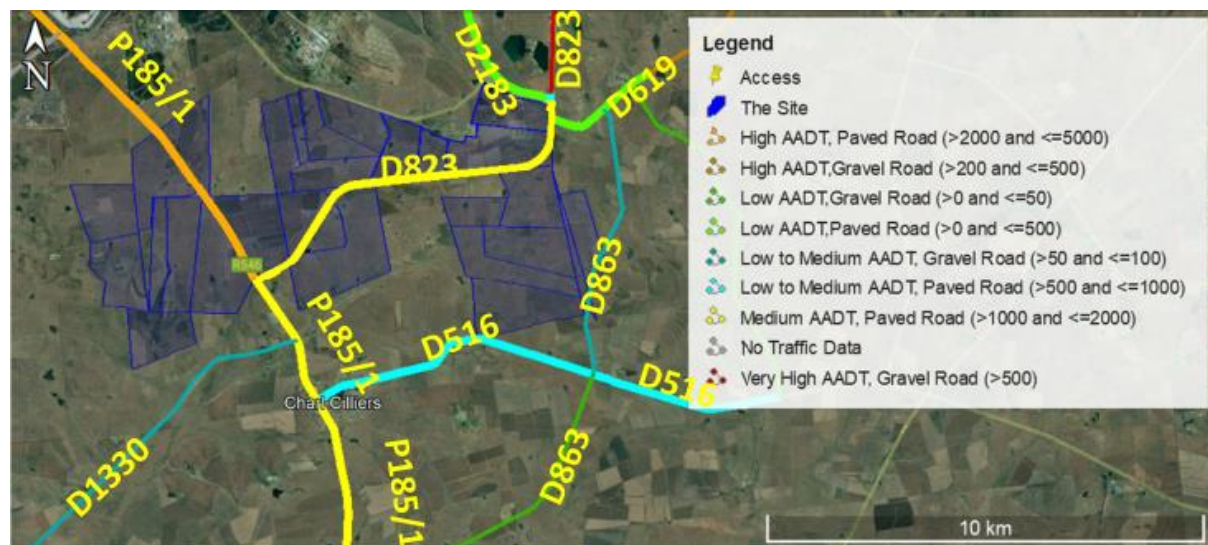 N
P185/1
D2183
D823
D619
D823
R546
D863
P185/1
D516
D516
Charl Cilliers
D1330
P185/1
D863
Legend
Access
The Site
High AADT, Paved Road (>2000 and <=5000)
High AADT,Gravel Road (>200 and <=500)
Low AADT,Gravel Road (>0 and <=50)
Low AADT,Paved Road (>0 and <=500)
Low to Medium AADT, Gravel Road (>50 and <=100)
Low to Medium AADT, Paved Road (>500 and <=1000)
Medium AADT, Paved Road (>1000 and <=2000)
No Traffic Data
Very High AADT, Gravel Road (>500)
10 km